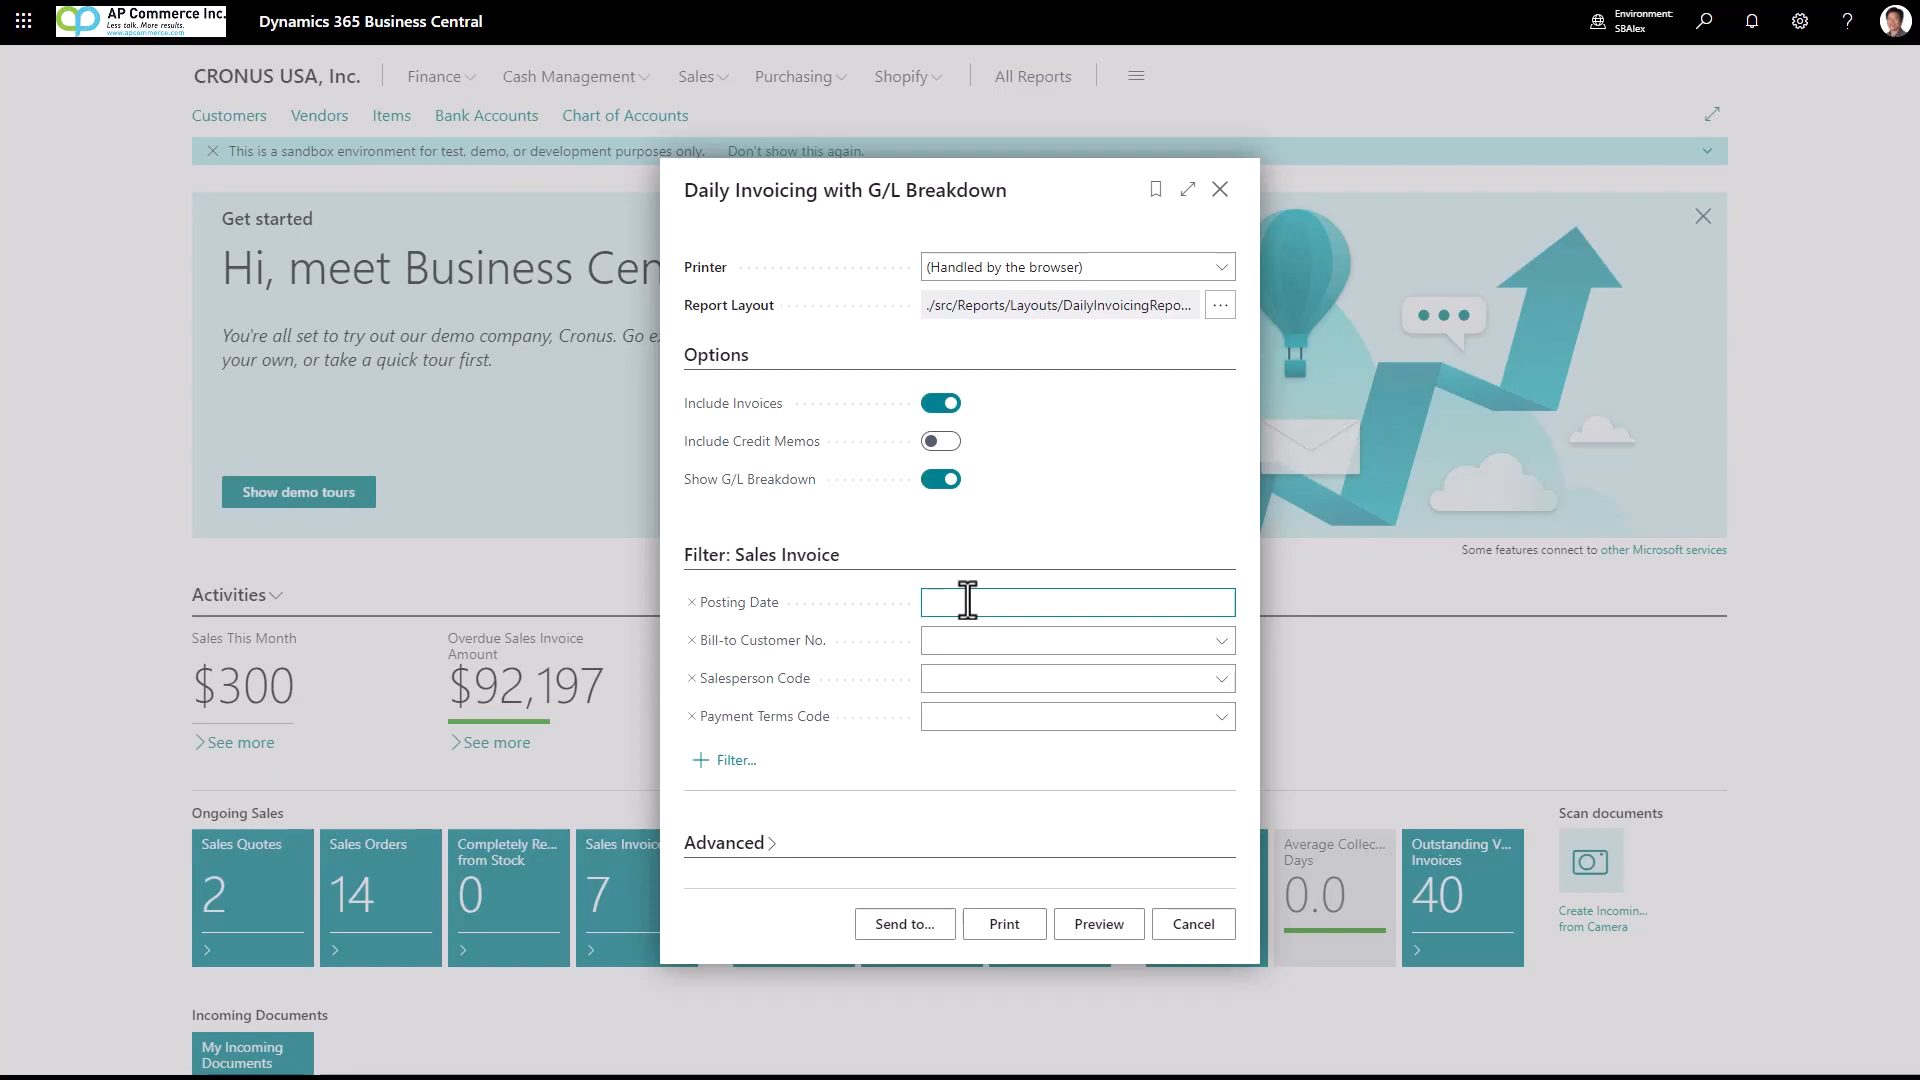 AP Commerce Inc.
Less talk. More results.
www.apcommerce.com
Dynamics 365 Business Central
Environment:
SBAlex
CRONUS USA, Inc.
Finance
Cash Management
Sales
Purchasing
Shopify
All Reports
Customers
Vendors
Items
Bank Accounts
Chart of Accounts
This is a sandbox environment for test, demo, or development purposes only.
Don't show this again.
Get started
Hi, meet Business Cen
You're all set to try out our demo company, Cronus. Go e
your own, or take a quick tour first.
Show demo tours
Some features connect to other Microsoft services
Daily Invoicing with G/L Breakdown
Printer
(Handled by the browser)
Report Layout
./src/Reports/Layouts/DailyInvoicingRepo...
...
Options
Include Invoices
Include Credit Memos
Show G/L Breakdown
Filter: Sales Invoice
Posting Date
Bill-to Customer No.
Salesperson Code
Payment Terms Code
Filter...
Advanced
Send to...
Print
Preview
Cancel
Activities
Sales This Month
$300
See more
Overdue Sales Invoice
Amount
$92,197
See more
Ongoing Sales
Sales Quotes
2
Sales Orders
14
Completely Re...
from Stock
0
Sales Invoic
7
Average Collec...
Days
0.0
Outstanding V...
Invoices
40
Scan documents
Create Incomin...
from Camera
Incoming Documents
My Incoming
Documents